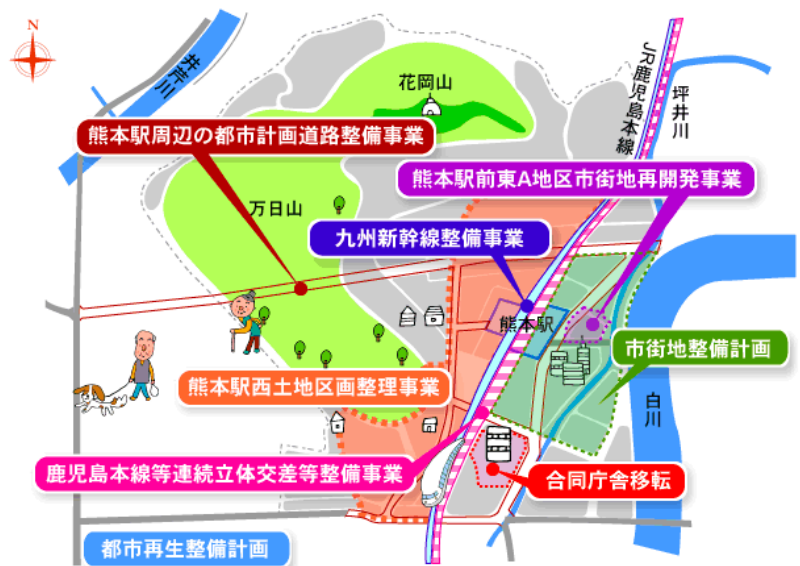 N
井芹川
花岡山
JR鹿児島本線
坪井川
熊本駅周辺の都市計画道路整備事業
熊本駅前東A地区市街地再開発事業
万日山
九州新幹線整備事業
熊本駅
市街地整備計画
熊本駅西土地区画整理事業
白川
鹿児島本線等連続立体交差等整備事業
合同庁舎移転
都市再生整備計画